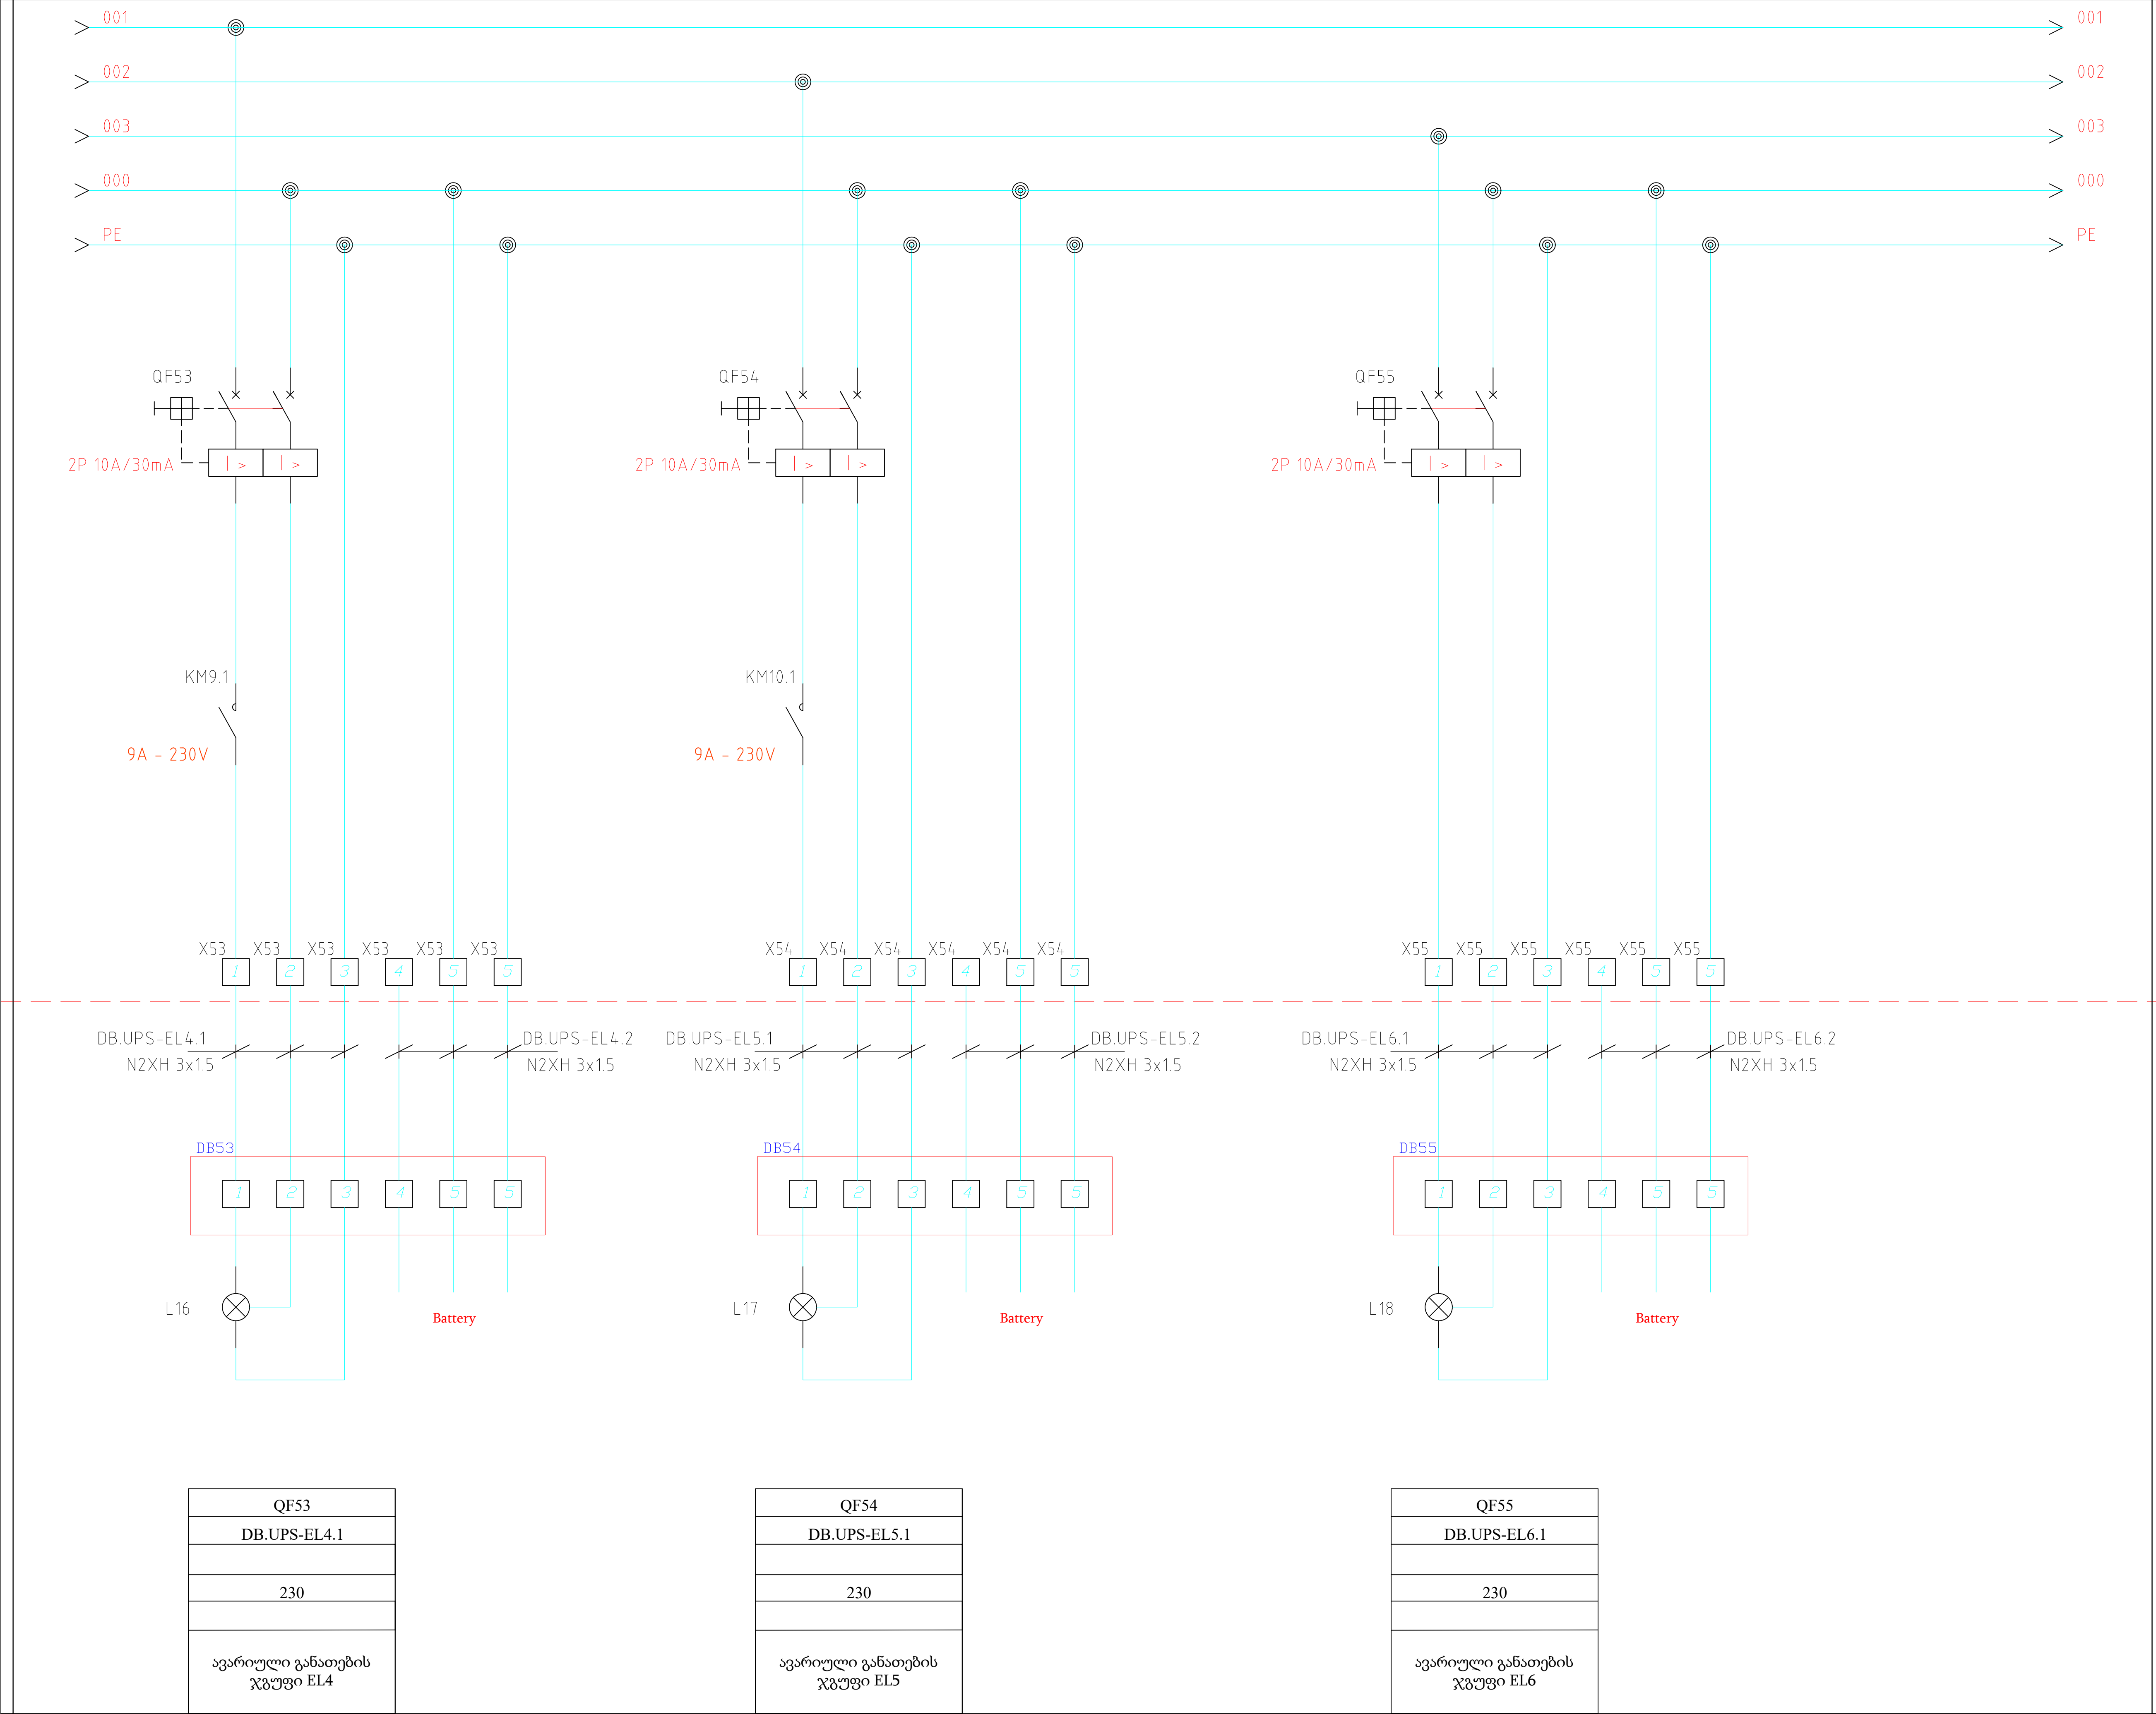 001 001
002 002
003 003
000 000
PE PE
QF53 QF54 QF55
2P 10A/30mA 2P 10A/30mA 2P 10A/30mA
I > I > I > I > I > I >
KM9.1 KM10.1
9A - 230V 9A - 230V
X53 X53 X53 X53 X53 X53 X54 X54 X54 X54 X54 X54 X55 X55 X55 X55 X55 X55
1 2 3 4 5 5 1 2 3 4 5 5 1 2 3 4 5 5
DB.UPS-EL4.1 DB.UPS-EL4.2 DB.UPS-EL5.1 DB.UPS-EL5.2 DB.UPS-EL6.1 DB.UPS-EL6.2
N2XH 3x1.5 N2XH 3x1.5 N2XH 3x1.5 N2XH 3x1.5 N2XH 3x1.5 N2XH 3x1.5
DB53 DB54 DB55
1 2 3 4 5 5 1 2 3 4 5 5 1 2 3 4 5 5
L16 L17 L18
Battery Battery Battery
QF53 QF54 QF55
DB.UPS-EL4.1 DB.UPS-EL5.1 DB.UPS-EL6.1
230 230 230
ავარიული განათების ავარიული განათების ავარიული განათების
ჯგუფი EL4 ჯგუფი EL5 ჯგუფი EL6